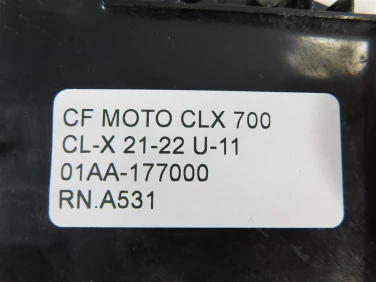 CF MOTO CLX 700
CL-X 21-22 U-11
01AA-177000
RN.A531